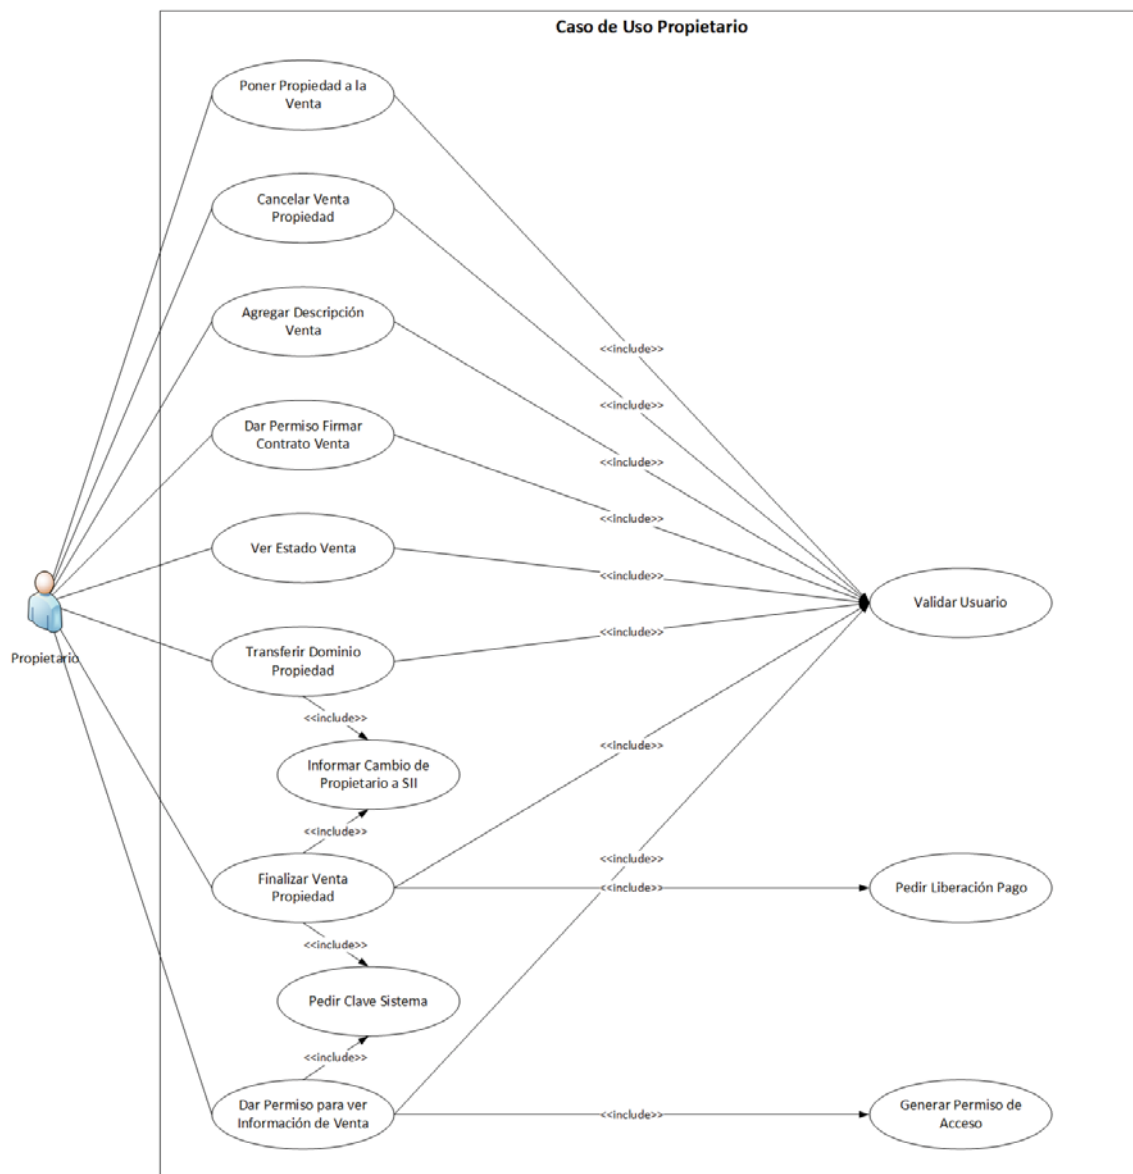 Caso de Uso Propietario
Poner Propiedad a la
Venta
Cancelar Venta
Propiedad
Agregar Descripción
Venta
<<include>>
<<include>>
Dar Permiso Firmar
Contrato Venta
<<include>>
<<include>>
Ver Estado Venta
<<include>>
Validar Usuario
<<include>>
Propietario
Transferir Dominio
Propiedad
<<include>>
<<include>>
Informar Cambio de
Propietario a SII
<<include>>
<<include>>
Finalizar Venta
Propiedad
<<include>>
Pedir Liberación Pago
<<include>>
Pedir Clave Sistema
<<include>>
Dar Permiso para ver
Información de Venta
<<include>>
Generar Permiso de
Acceso